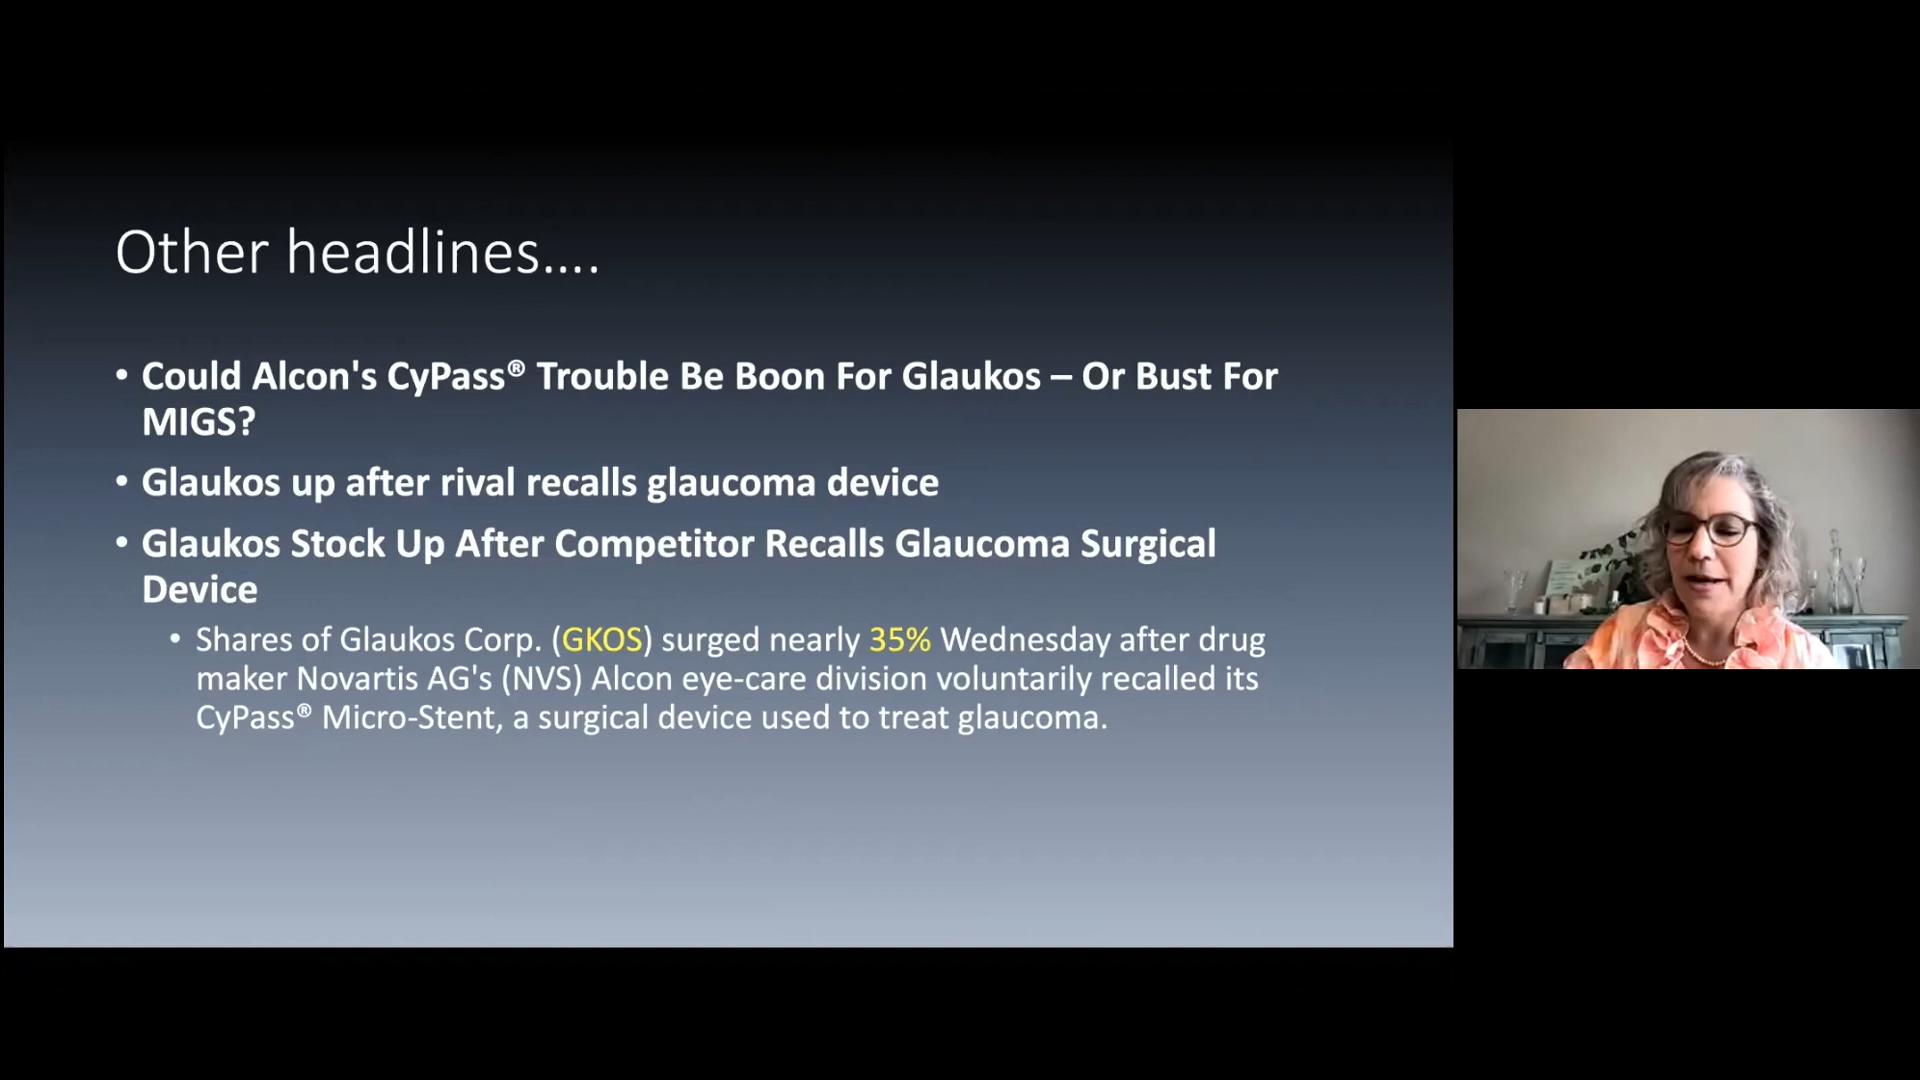 Other headlines....
• Could Alcon's CyPass® Trouble Be Boon For Glaukos – Or Bust For
MIGS?
• Glaukos up after rival recalls glaucoma device
• Glaukos Stock Up After Competitor Recalls Glaucoma Surgical
Device
• Shares of Glaukos Corp. (GKOS) surged nearly 35% Wednesday after drug
maker Novartis AG's (NVS) Alcon eye-care division voluntarily recalled its
CyPass® Micro-Stent, a surgical device used to treat glaucoma.